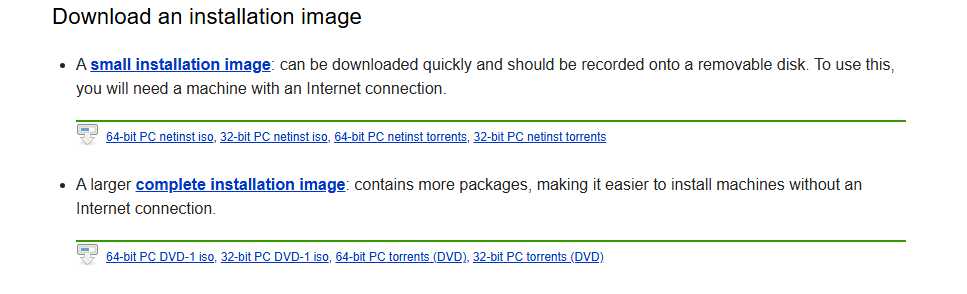 Download an installation image
A small installation image: can be downloaded quickly and should be recorded onto a removable disk. To use this,
you will need a machine with an Internet connection.
64-bit PC netinst iso, 32-bit PC netinst iso, 64-bit PC netinst torrents, 32-bit PC netinst torrents
A larger complete installation image: contains more packages, making it easier to install machines without an
Internet connection.
64-bit PC DVD-1 iso, 32-bit PC DVD-1 iso, 64-bit PC torrents (DVD), 32-bit PC torrents (DVD)